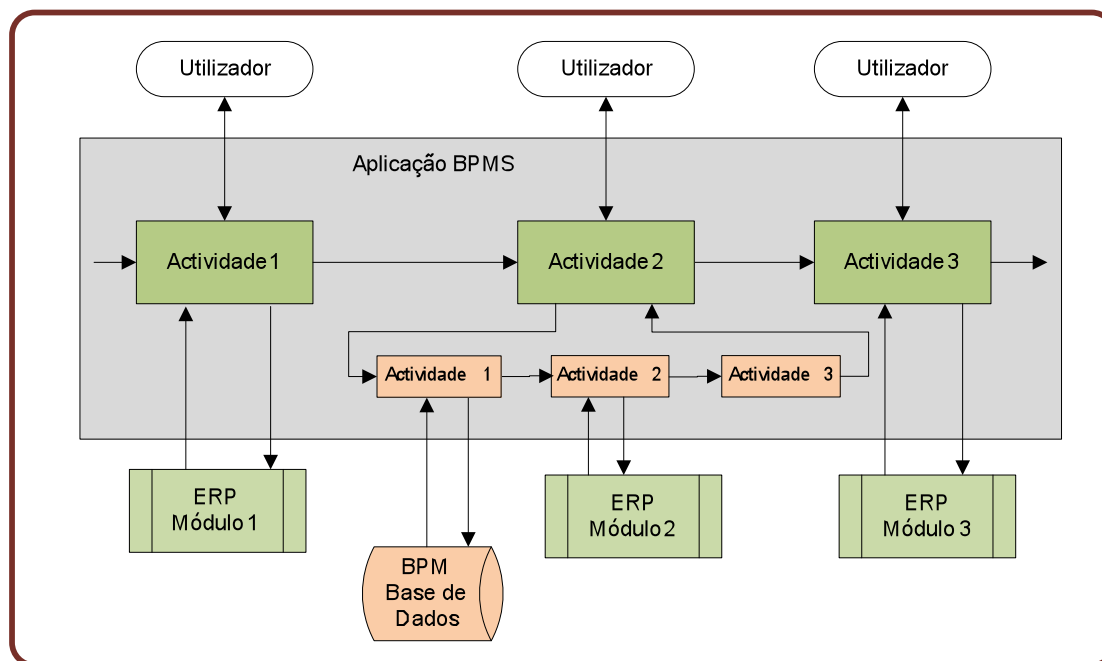 Utilizador
Utilizador
Utilizador
Aplicação BPMS
Actividade 1
Actividade 2
Actividade 3
Actividade 1
Actividade 2
Actividade 3
ERP
Módulo 1
ERP
Módulo 2
ERP
Módulo 3
BPM
Base de
Dados